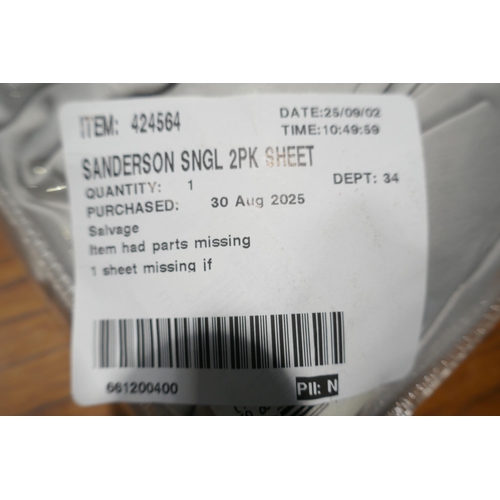 ITEM: 424564 DATE:25/09/02
TIME:10:49:59
SANDERSON SNGL 2PK SHEET
QUANTITY: 1 DEPT: 34
PURCHASED: 30 Aug 2025
Salvage
Item had parts missing
1 sheet missing if
661200400 PII: N